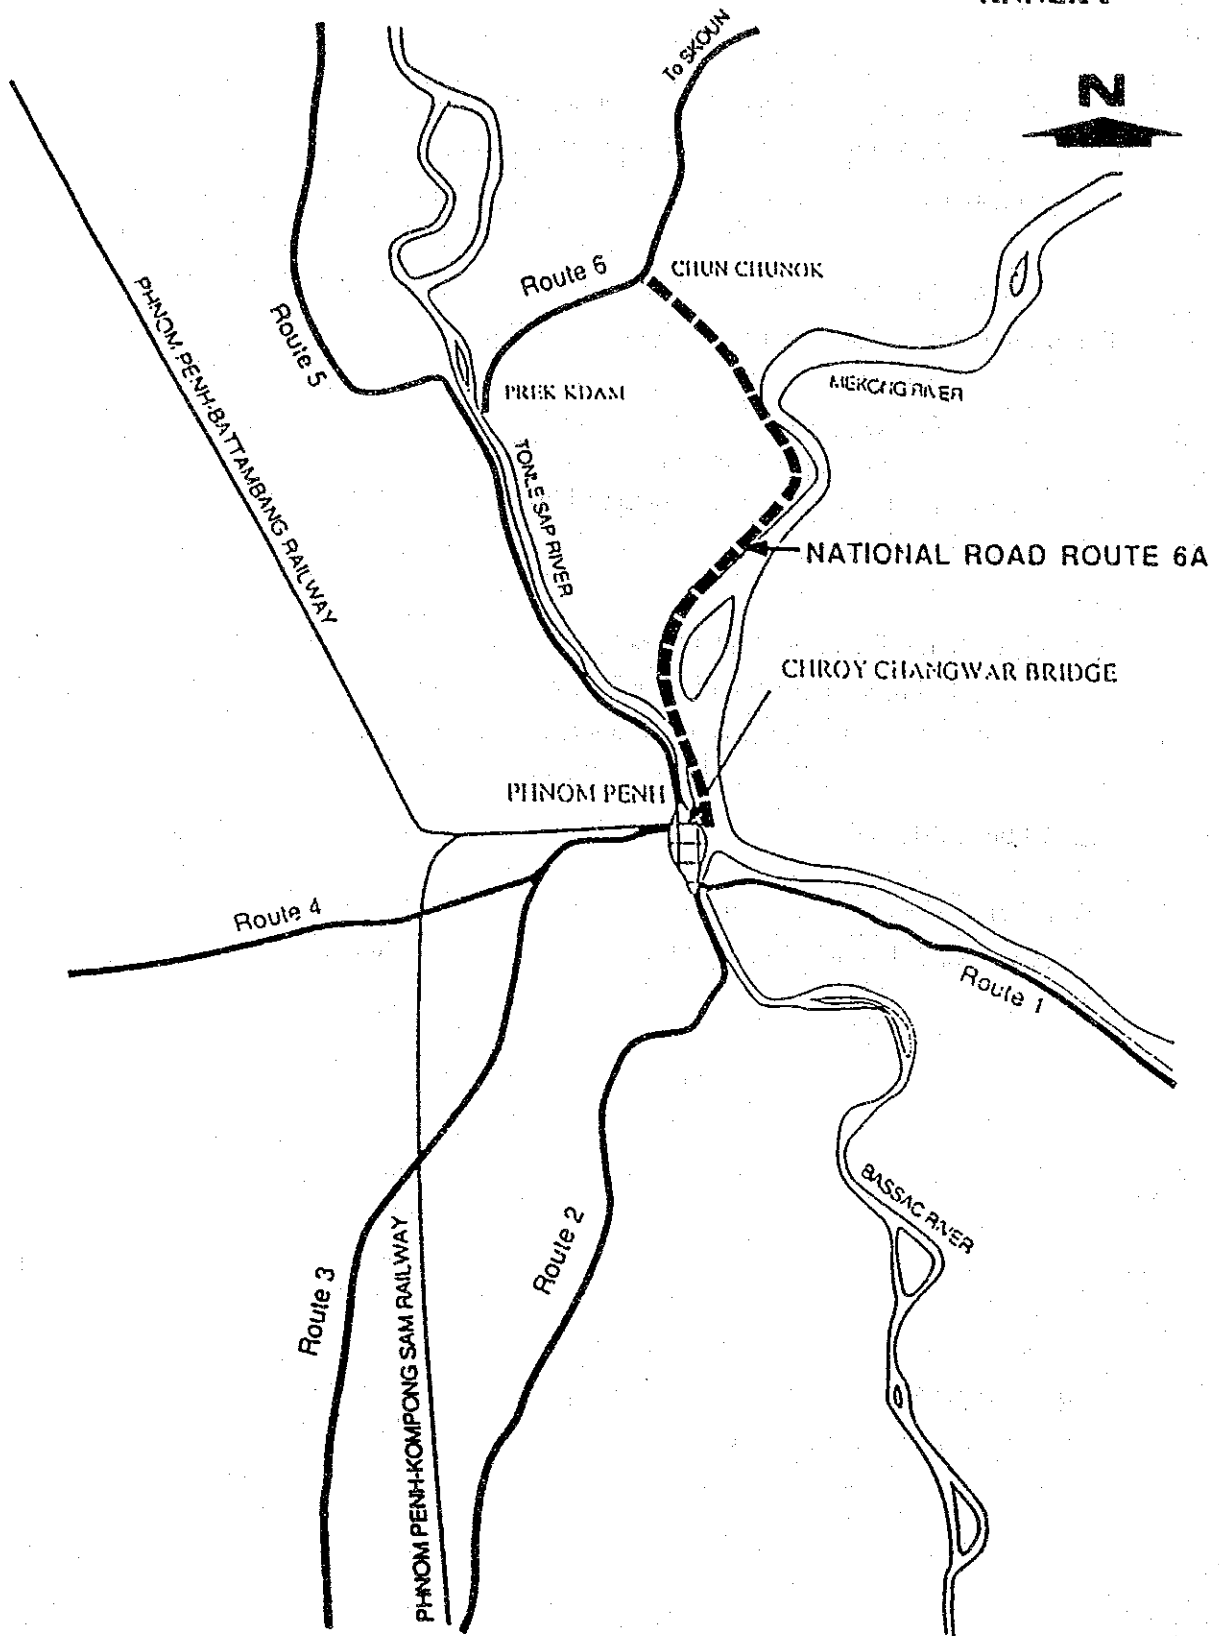 To SKOUN
N
Route 6
CHUN CHUNOK
PHNOM PENH-BATTAMBANG RAILWAY
Route 5
PREK KDAM
MEKONG RIVER
TONLE SAP RIVER
NATIONAL ROAD ROUTE 6A
CHROY CHANGWAR BRIDGE
PHNOM PENH
Route 4
Route 1
BASSAC RIVER
Route 2
Route 3
PHNOM PENH-KOMPONG SAM RAILWAY